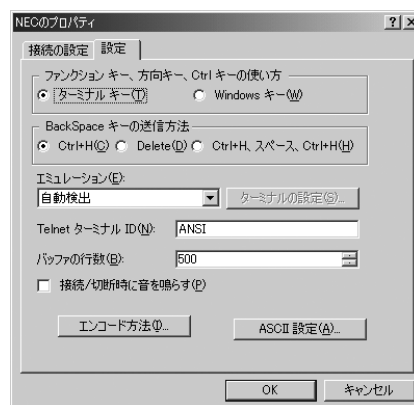 NECのプロパティ
接続の設定 設定
ファンクション キー、方向キー、Ctrl キーの使い方
ターミナル キー(T) Windows キー(W)
BackSpace キーの送信方法
Ctrl+H(C) Delete(D) Ctrl+H、スペース、Ctrl+H(H)
エミュレーション(E):
自動検出 ターミナルの設定(S)...
Telnet ターミナル ID(N): ANSI
バッファの行数(B): 500
接続/切断時に音を鳴らす(P)
エンコード方法(I)... ASCII 設定(A)...
OK キャンセル